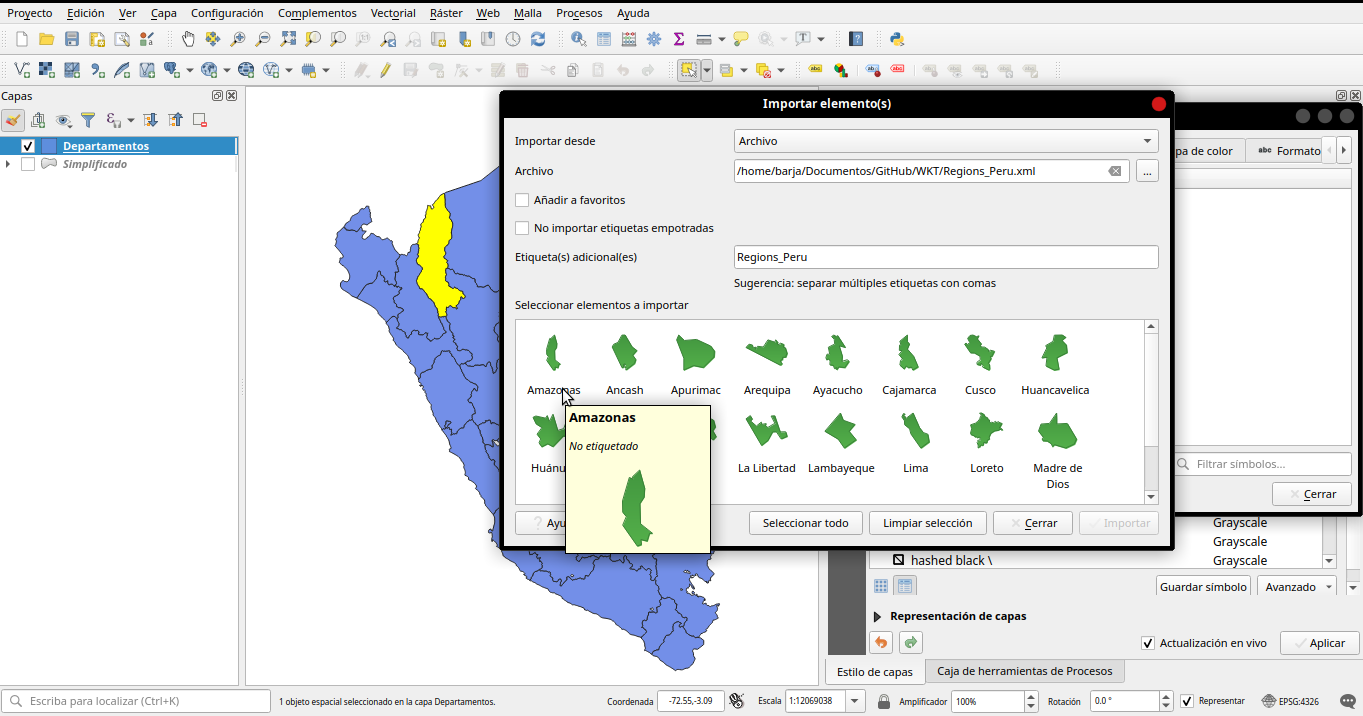 Proyecto Edición Ver Capa Configuración Complementos Vectorial Ráster Web Malla Procesos Ayuda
Capas
Departamentos
Simplificado
Importar elemento(s)
Importar desde Archivo
Archivo /home/barja/Documentos/GitHub/WKT/Regions_Peru.xml ...
Añadir a favoritos
No importar etiquetas empotradas
Etiqueta(s) adicional(es) Regions_Peru
Sugerencia: separar múltiples etiquetas con comas
Seleccionar elementos a importar
Amazonas Ancash Apurimac Arequipa Ayacucho Cajamarca Cusco Huancavelica
Huánu La Libertad Lambayeque Lima Loreto Madre de
Dios
Amazonas
No etiquetado
? Ayu Seleccionar todo Limpiar selección Cerrar Importar
pa de color abc Formato
Filtrar símbolos...
Cerrar
Grayscale
Grayscale
hashed black \ Grayscale
Guardar símbolo Avanzado
Representación de capas
Actualización en vivo Aplicar
Estilo de capas Caja de herramientas de Procesos
Escriba para localizar (Ctrl+K) 1 objeto espacial seleccionado en la capa Departamentos. Coordenada -72.55,-3.09 Escala 1:12069038 Amplificador 100% Rotación 0.0 ° Representar EPSG:4326